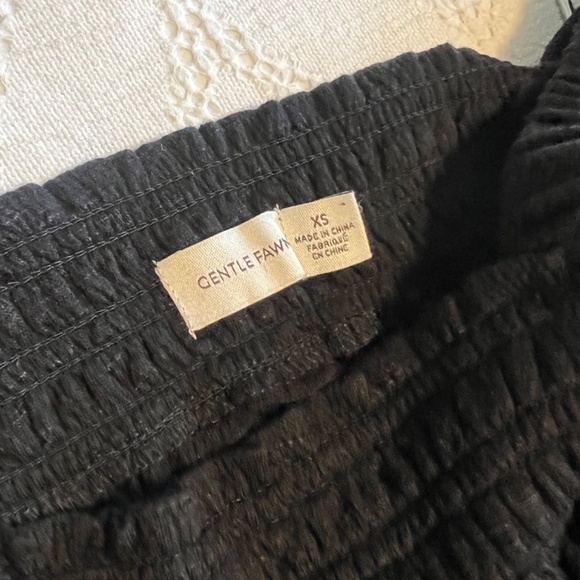 GENTLE FAWN
XS
MADE IN CHINA
FABRIQUÉ
EN CHINE